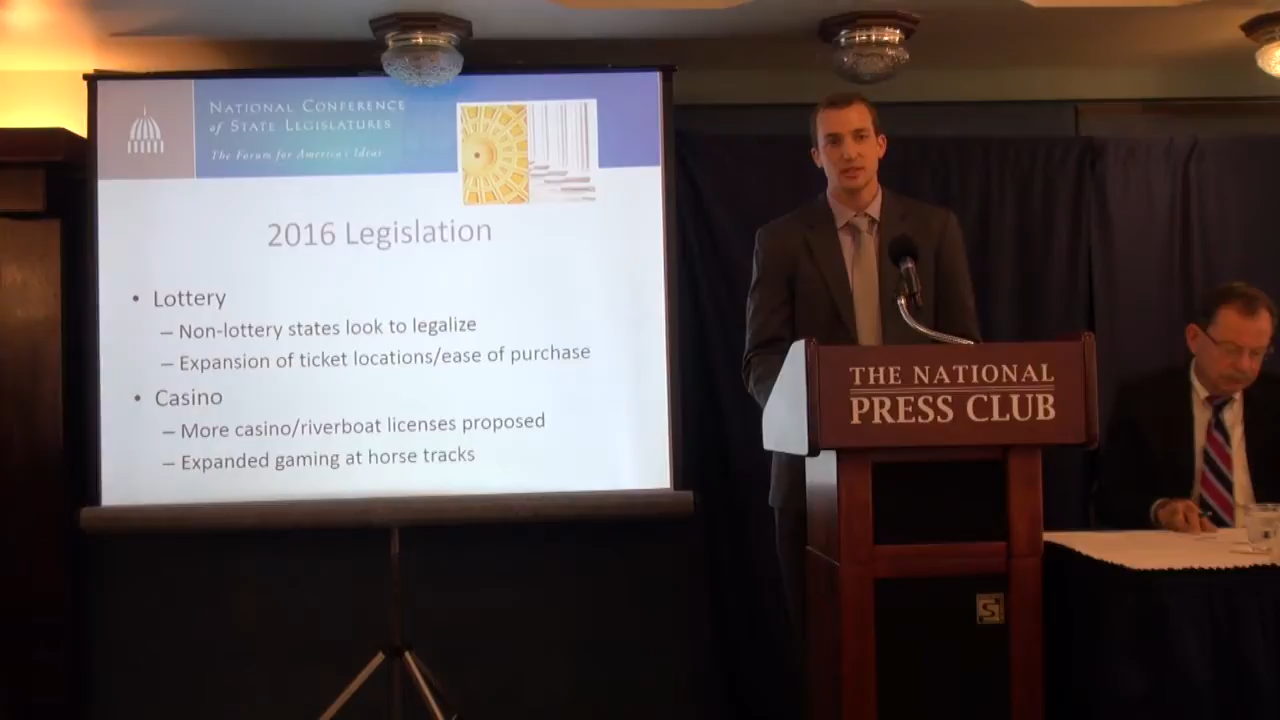 NATIONAL CONFERENCE
of STATE LEGISLATURES
The Forum for America's Ideas
2016 Legislation
• Lottery
– Non-lottery states look to legalize
– Expansion of ticket locations/ease of purchase
• Casino
– More casino/riverboat licenses proposed
– Expanded gaming at horse tracks
THE NATIONAL
PRESS CLUB
S